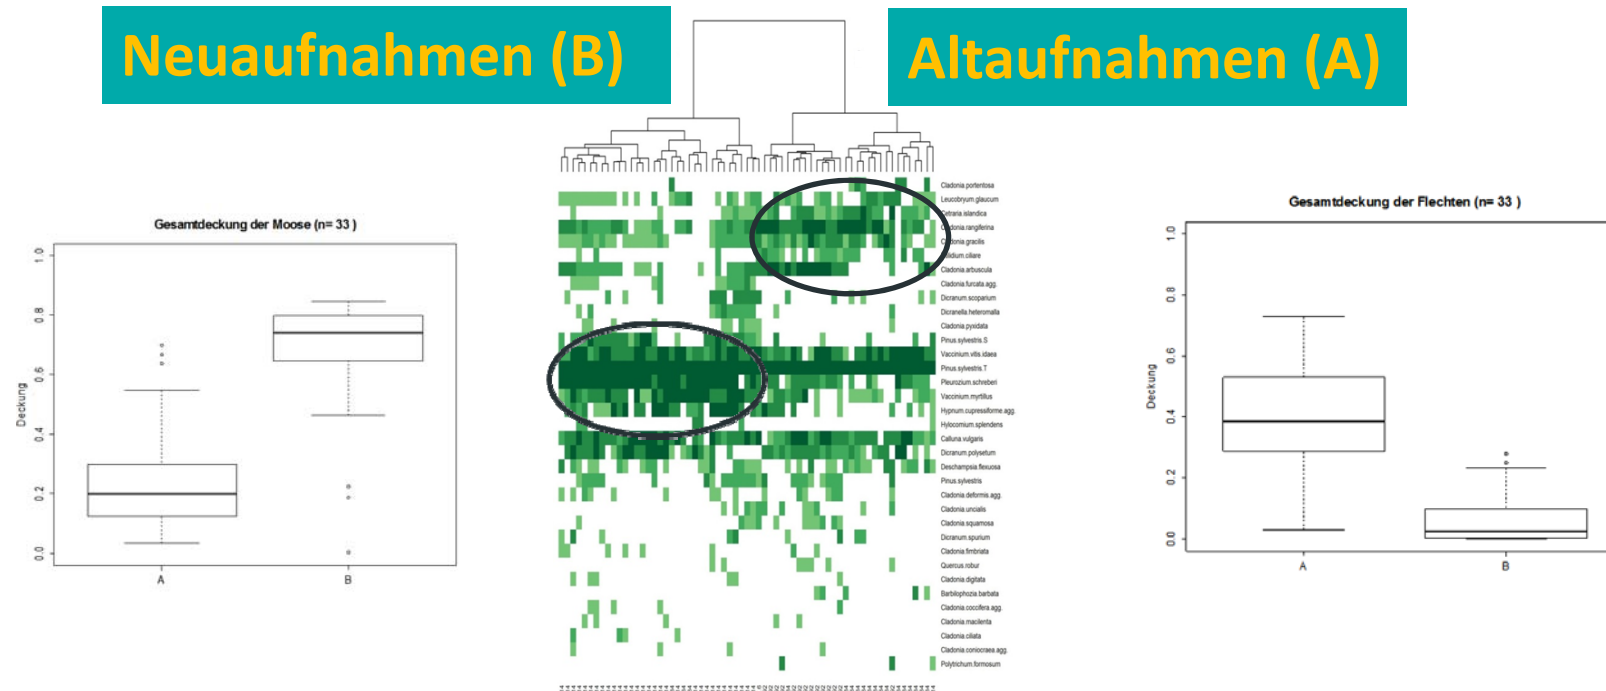 Neuaufnahmen (B)
Altaufnahmen (A)
Gesamtdeckung der Moose (n= 33 )
Deckung
1.0
0.8
0.6
0.4
0.2
0.0
A
B
Cladonia.portentosa
Leucobryum.glaucum
Cetraria.islandica
Cladonia.rangiferina
Cladonia.gracilis
Cladonia.arbuscula
Cladonia.furcata.agg.
Dicranum.scoparium
Dicranella.heteromalla
Cladonia.pyxidata
Pinus.sylvestris.S
Vaccinium.vitis.idaea
Pinus.sylvestris.T
Pleurozium.schreberi
Vaccinium.myrtillus
Hypnum.cupressiforme.agg.
Hylocomium.splendens
Calluna.vulgaris
Dicranum.polysetum
Deschampsia.flexuosa
Pinus.sylvestris
Cladonia.deformis.agg.
Cladonia.uncialis
Cladonia.squamosa
Dicranum.spurium
Cladonia.fimbriata
Quercus.robur
Cladonia.digitata
Barbilophozia.barbata
Cladonia.coccifera.agg.
Cladonia.macilenta
Cladonia.ciliata
Cladonia.coniocraea.agg.
Polytrichum.formosum
Gesamtdeckung der Flechten (n= 33 )
Deckung
1.0
0.8
0.6
0.4
0.2
0.0
A
B